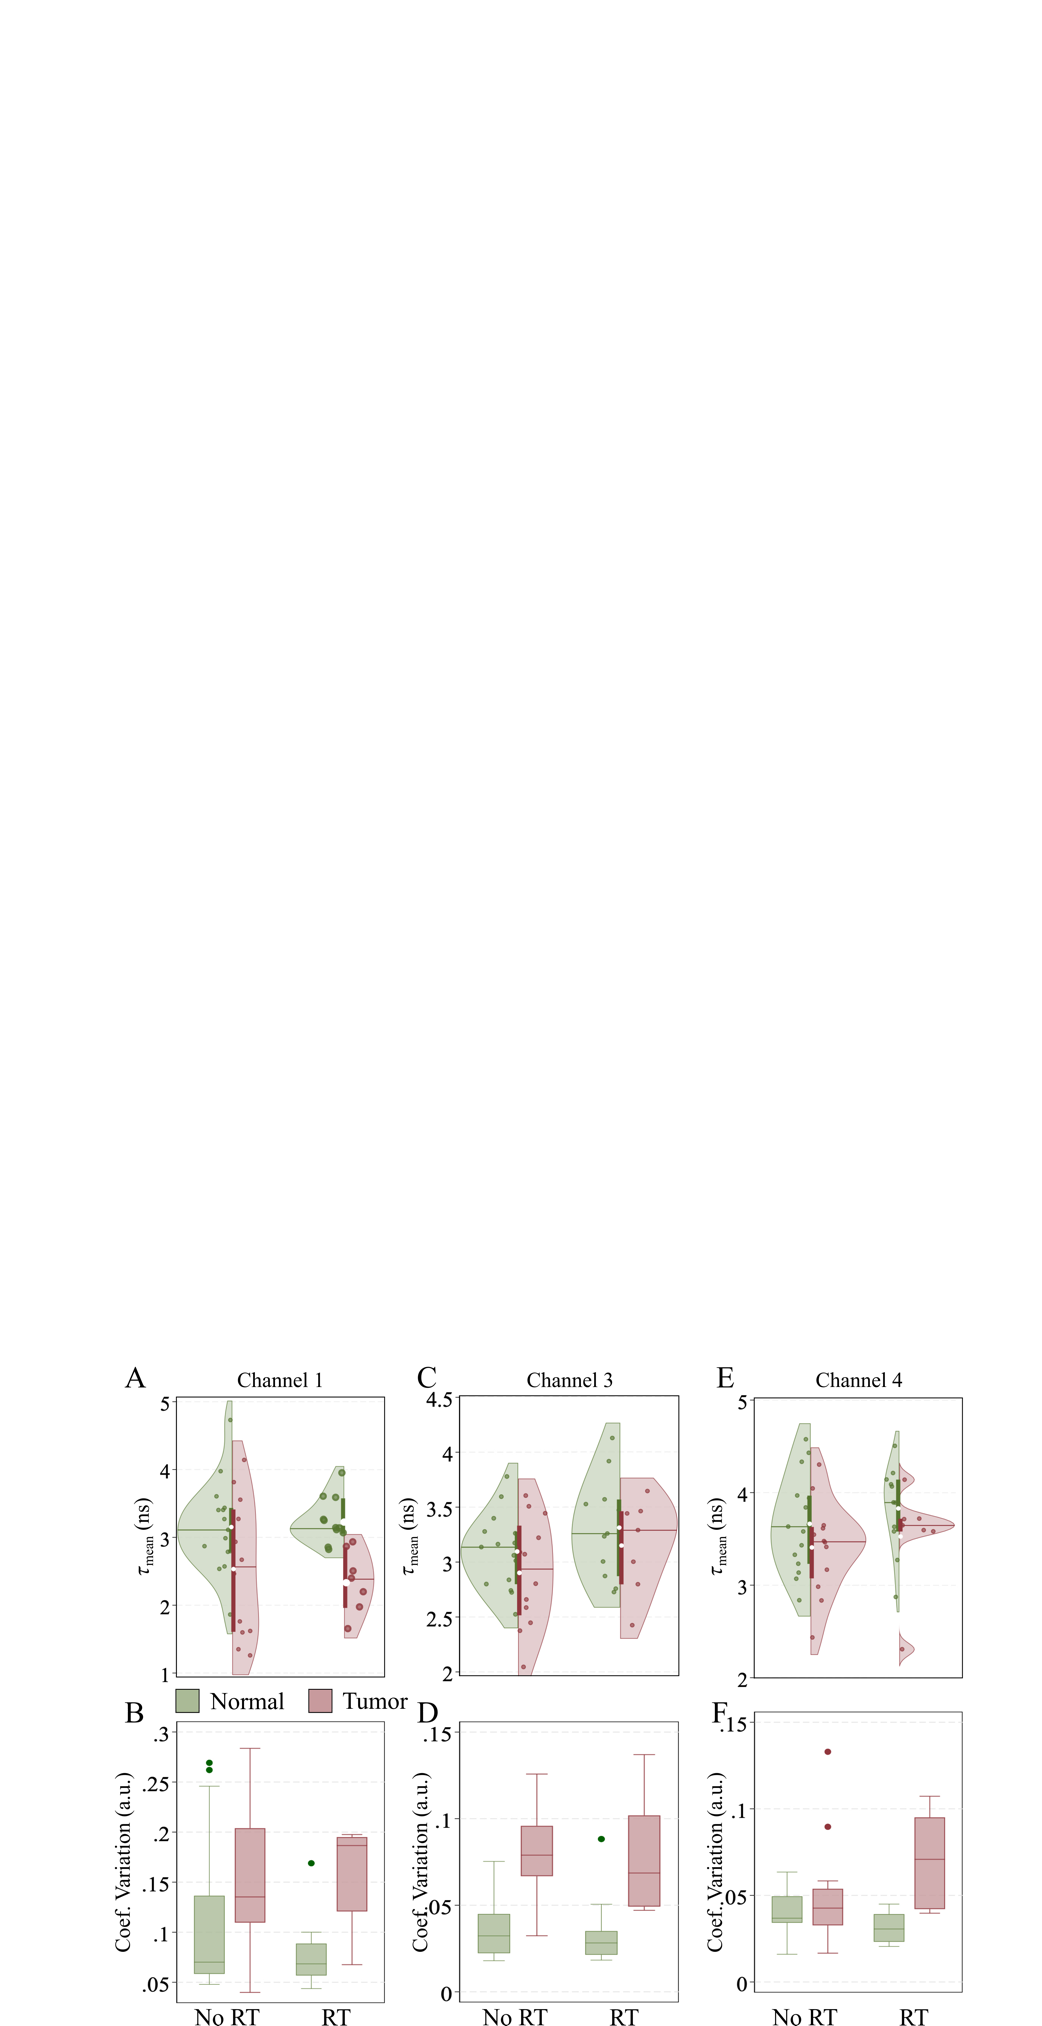 A
Channel 1
C
Channel 3
E
Channel 4
τmean (ns)
5
4
3
2
1
τmean (ns)
4.5
4
3.5
3
2.5
2
τmean (ns)
5
4
3
2
Normal
Tumor
B
D
F
Coef. Variation (a.u.)
.3
.25
.2
.15
.1
.05
Coef. Variation (a.u.)
.15
.1
.05
0
Coef. Variation (a.u.)
.15
.1
.05
0
No RT
RT
No RT
RT
No RT
RT